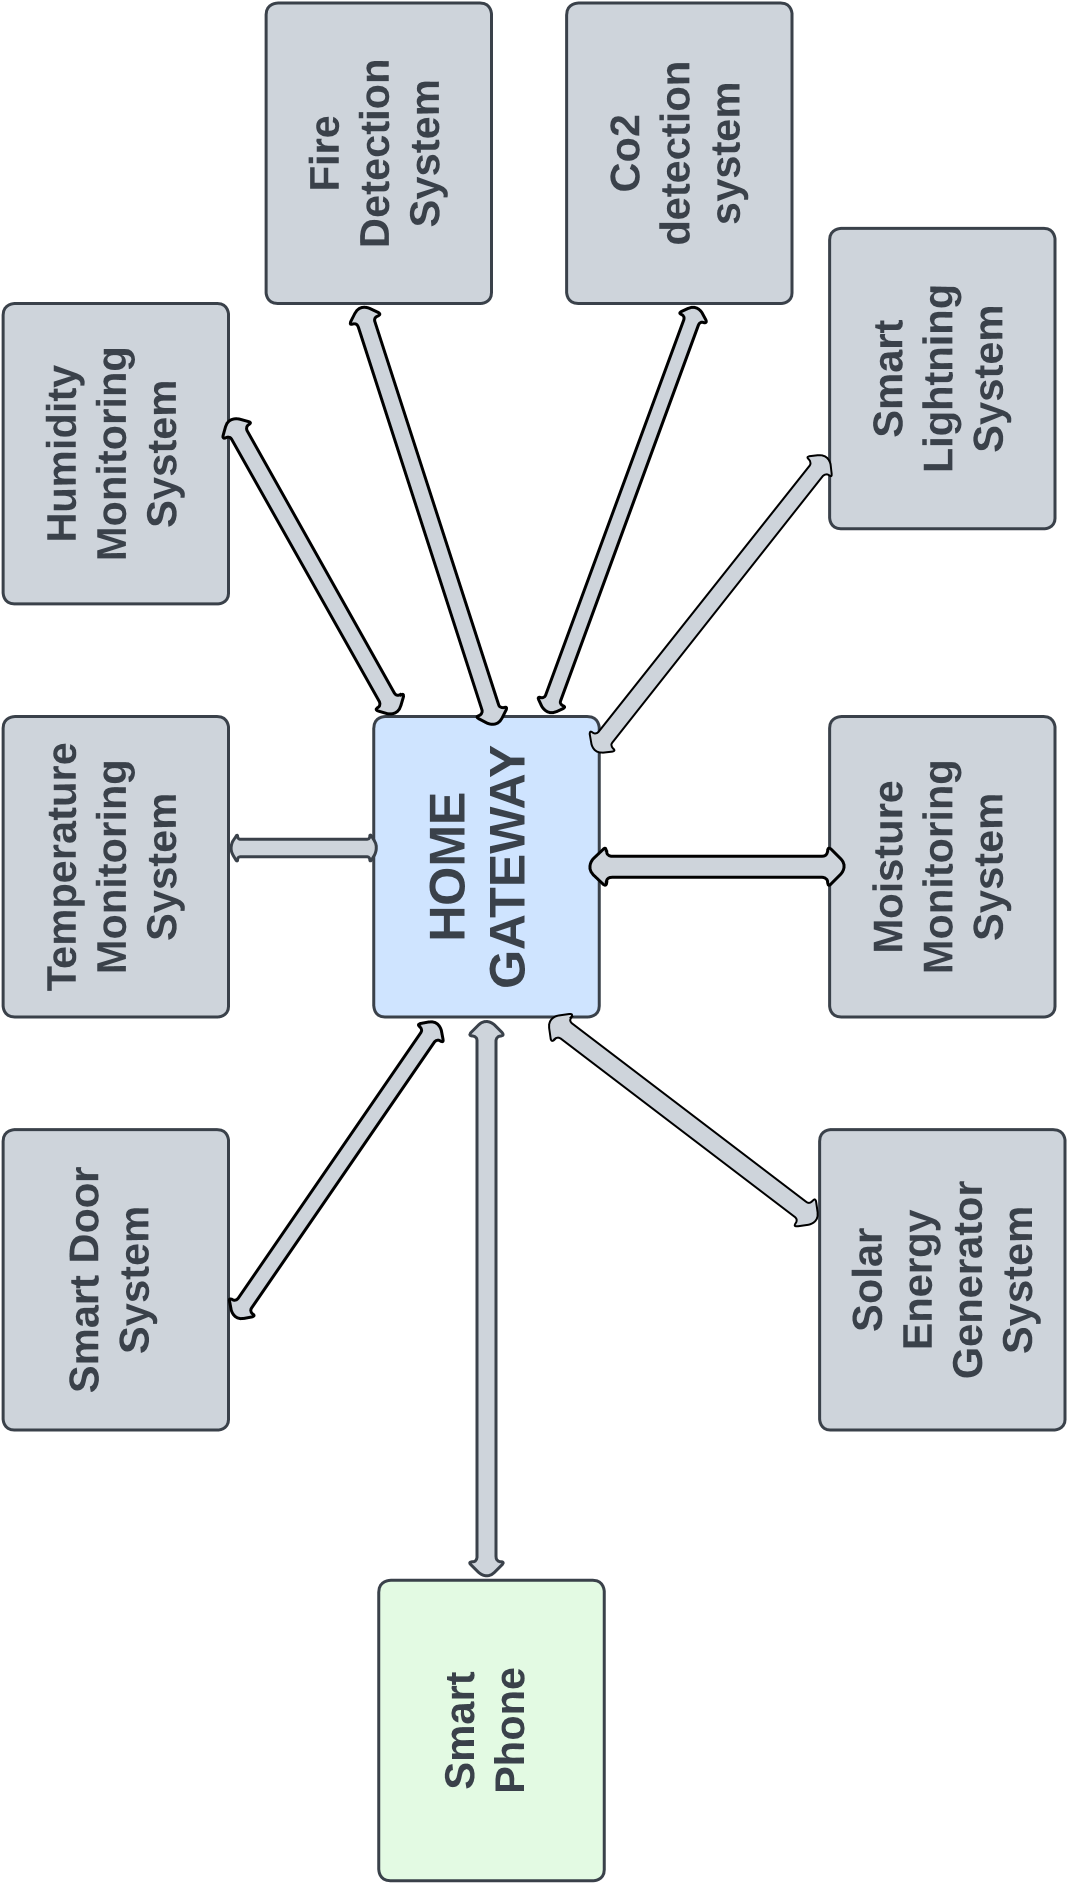 Smart Door
System
Temperature
Monitoring
System
Humidity
Monitoring
System
Fire
Detection
System
Smart
Phone
HOME
GATEWAY
Co2
detection
system
Solar
Energy
Generator
System
Moisture
Monitoring
System
Smart
Lightning
System